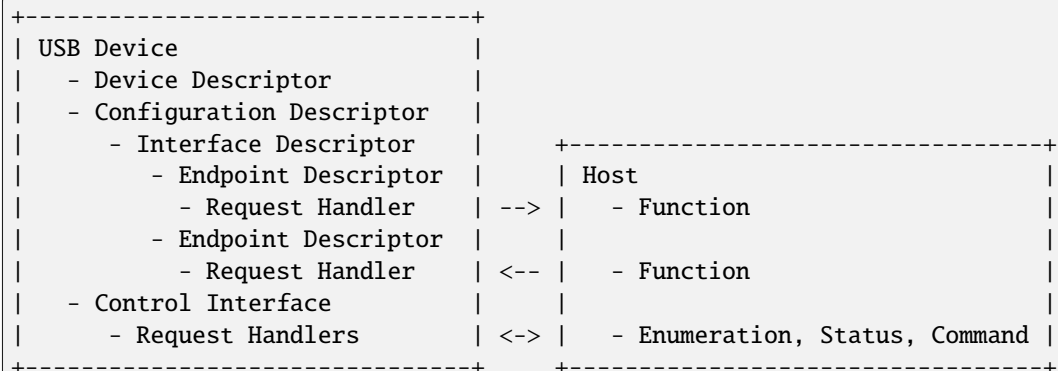 +--------------------------------+
| USB Device                     |
|   - Device Descriptor          |
|   - Configuration Descriptor   |
|      - Interface Descriptor    |     +----------------------------------+
|         - Endpoint Descriptor  |     | Host                             |
|           - Request Handler    | --> |   - Function                     |
|         - Endpoint Descriptor  |     |                                  |
|           - Request Handler    | <-- |   - Function                     |
|   - Control Interface          |     |                                  |
|      - Request Handlers        | <-> |   - Enumeration, Status, Command |
+--------------------------------+     +----------------------------------+